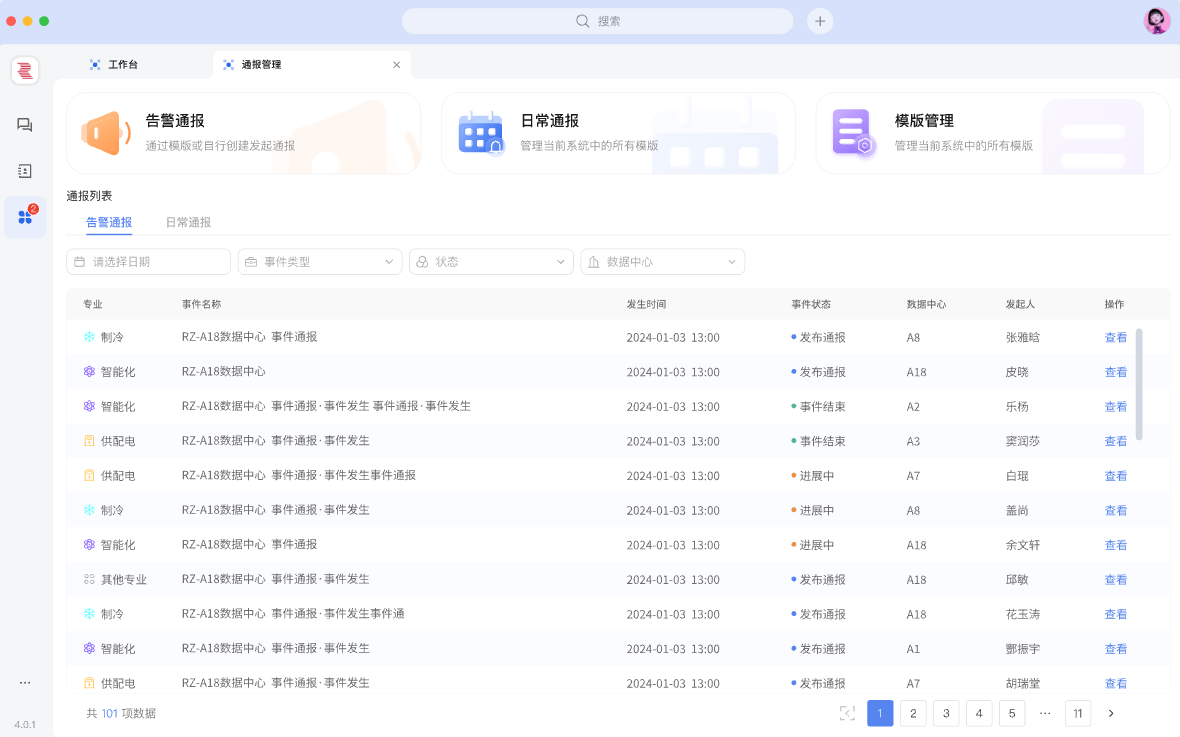 搜索
工作台
通报管理
告警通报
通过模版或自行创建发起通报
日常通报
管理当前系统中的所有模版
模版管理
管理当前系统中的所有模版
2
通报列表
告警通报 日常通报
请选择日期 事件类型 状态 数据中心
专业 事件名称 发生时间 事件状态 数据中心 发起人 操作
制冷 RZ-A18数据中心 事件通报 2024-01-03 13:00 发布通报 A8 张雅晗 查看
智能化 RZ-A18数据中心 2024-01-03 13:00 发布通报 A18 皮晓 查看
智能化 RZ-A18数据中心 事件通报·事件发生 事件通报·事件发生 2024-01-03 13:00 事件结束 A2 乐杨 查看
供配电 RZ-A18数据中心 事件通报·事件发生 2024-01-03 13:00 事件结束 A3 窦润莎 查看
供配电 RZ-A18数据中心 事件通报·事件发生事件通报 2024-01-03 13:00 进展中 A7 白琨 查看
制冷 RZ-A18数据中心 事件通报·事件发生 2024-01-03 13:00 进展中 A8 盖尚 查看
智能化 RZ-A18数据中心 事件通报 2024-01-03 13:00 进展中 A18 余文轩 查看
其他专业 RZ-A18数据中心 事件通报·事件发生 2024-01-03 13:00 发布通报 A18 邱敏 查看
制冷 RZ-A18数据中心 事件通报·事件发生事件通 2024-01-03 13:00 发布通报 A18 花玉涛 查看
智能化 RZ-A18数据中心 事件通报·事件发生 2024-01-03 13:00 发布通报 A1 酆振宇 查看
供配电 RZ-A18数据中心 事件通报·事件发生 2024-01-03 13:00 发布通报 A7 胡瑞堂 查看
共 101 项数据 1 2 3 4 5 ··· 11
4.0.1